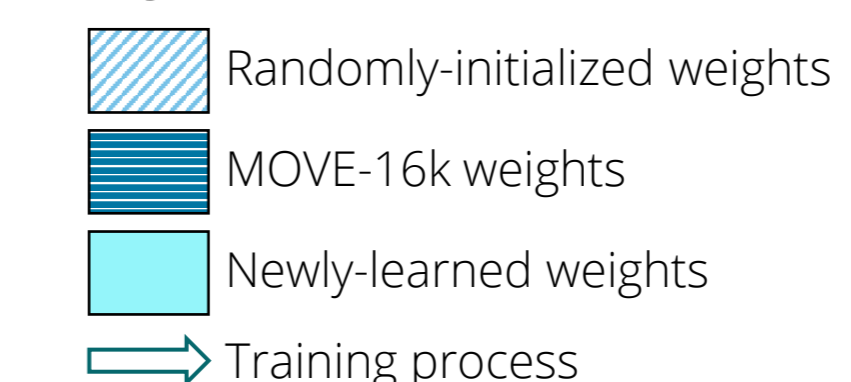 Randomly-initialized weights
MOVE-16k weights
Newly-learned weights
Training process